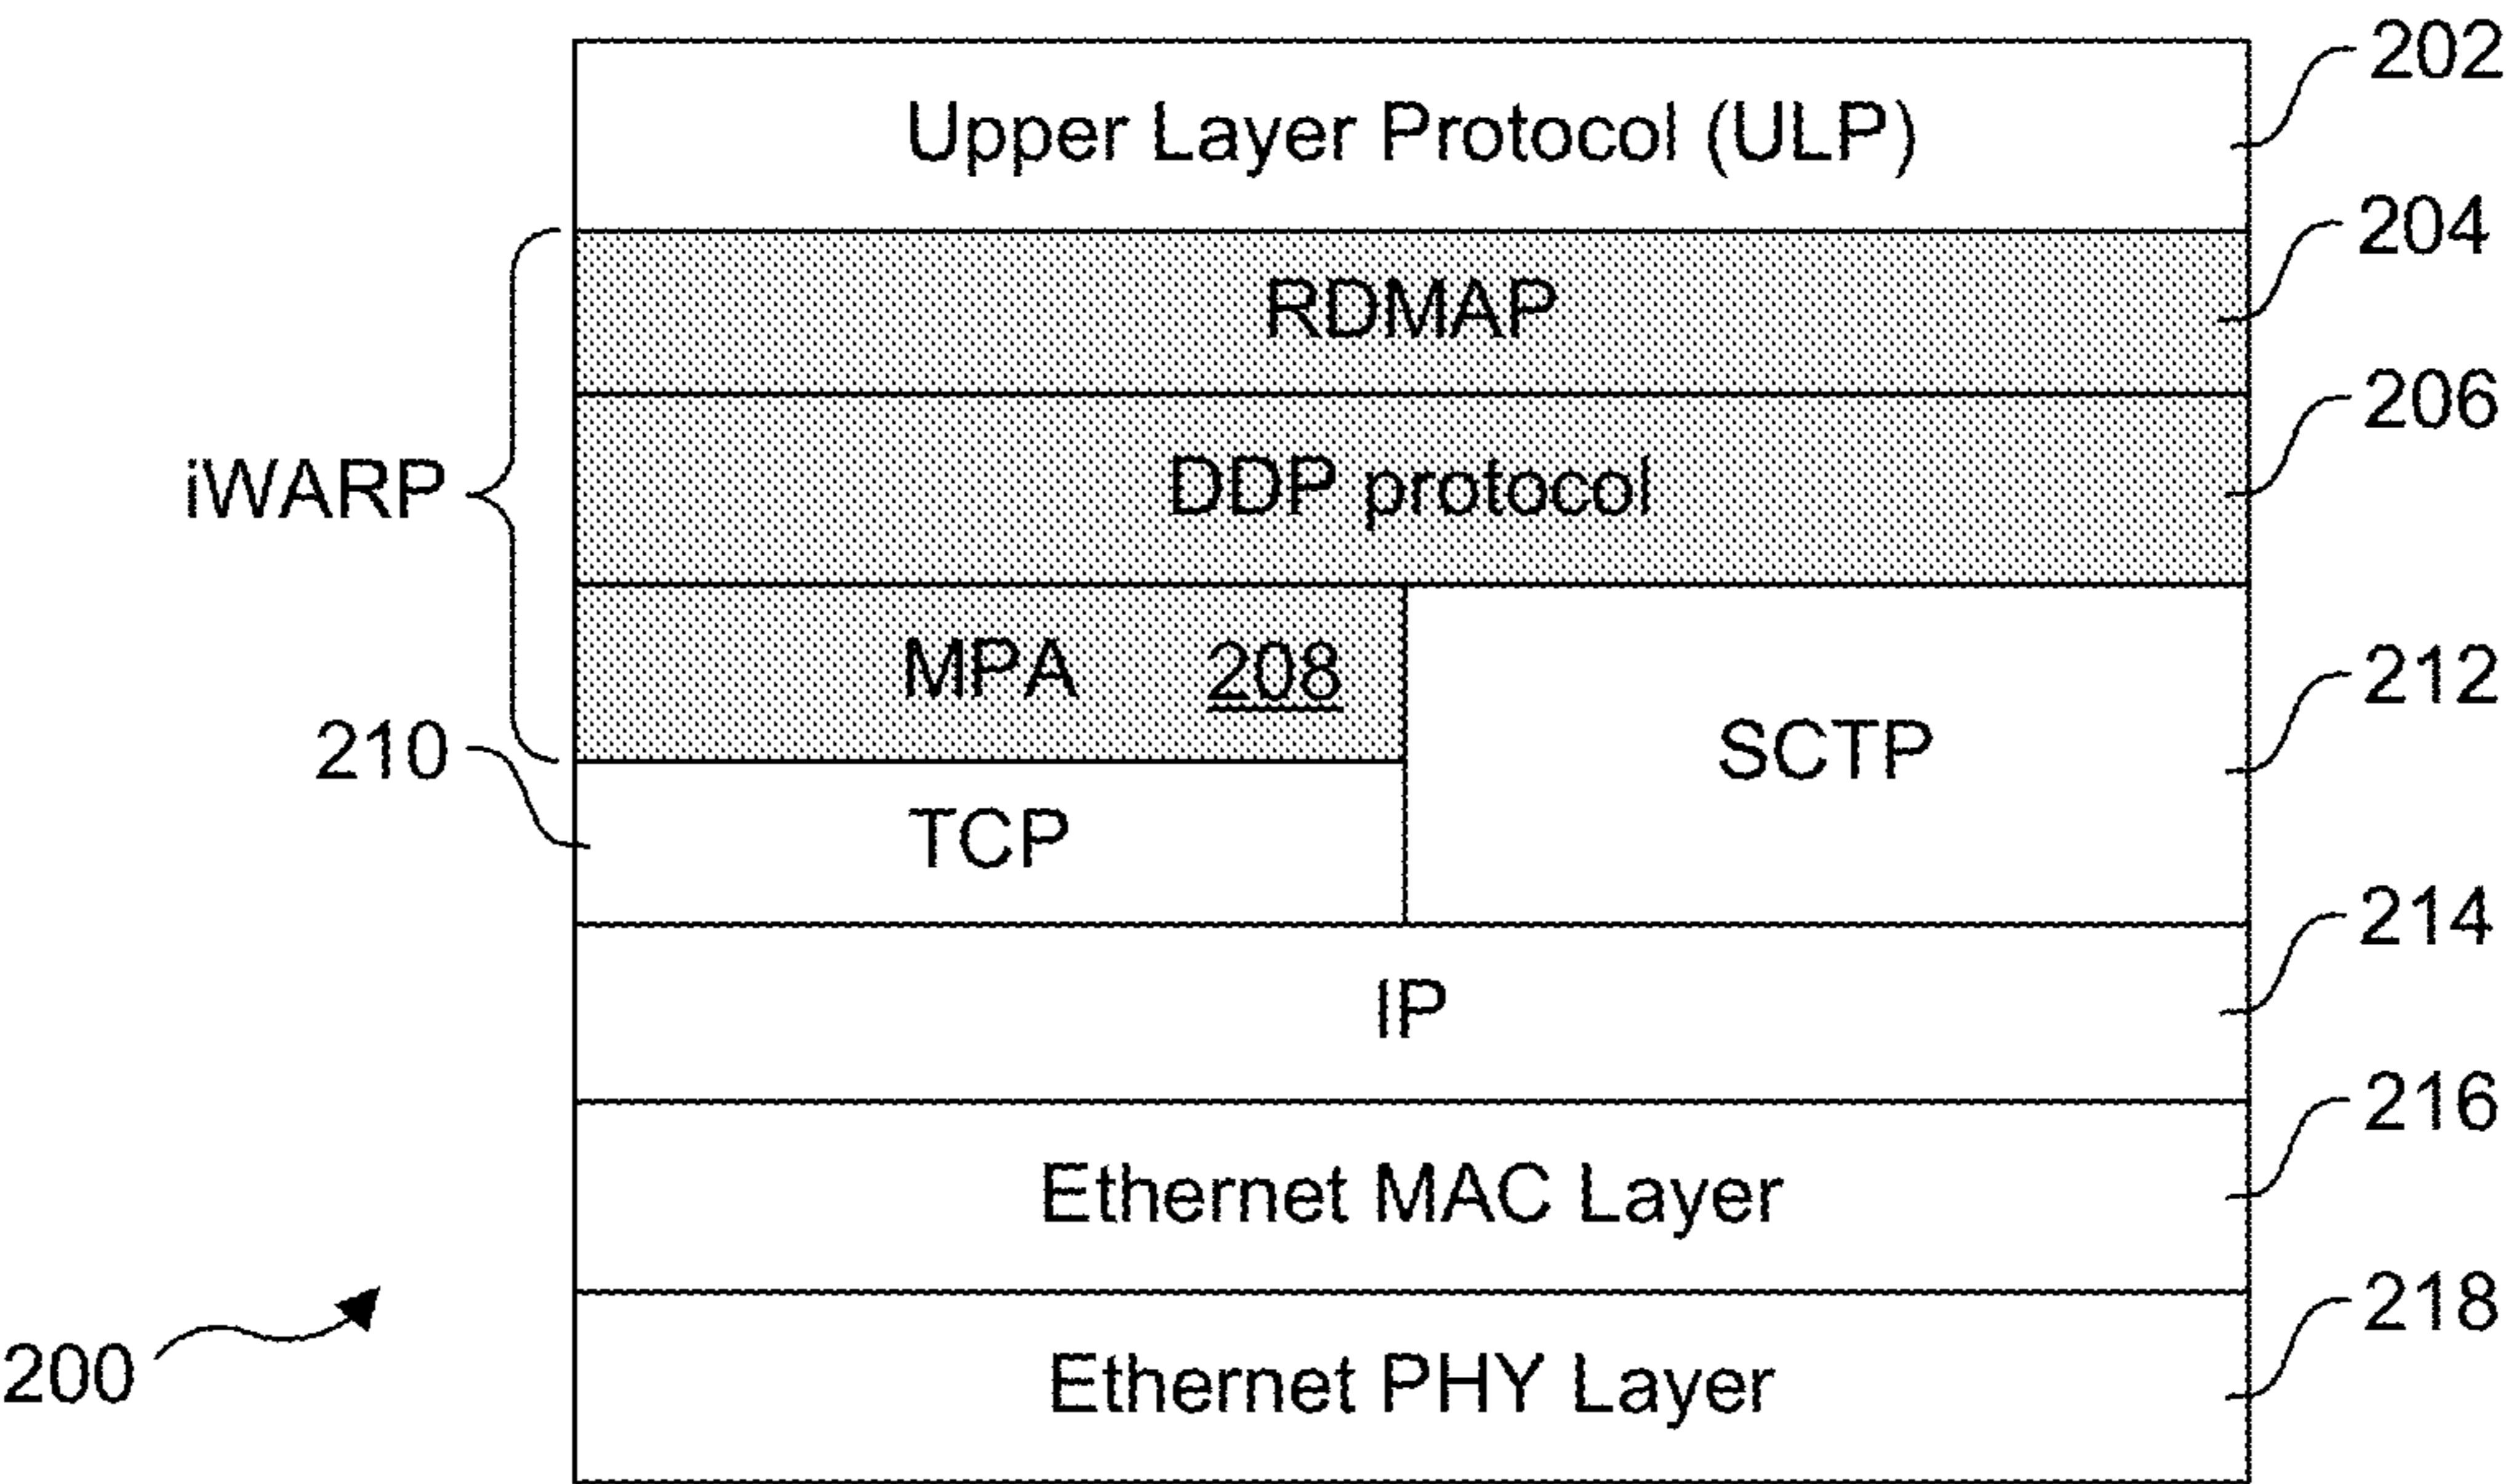 202
Upper Layer Protocol (ULP)
204
RDMAP
206
iWARP
DDP protocol
MPA 208
212
210
SCTP
TCP
214
IP
216
Ethernet MAC Layer
218
200
Ethernet PHY Layer